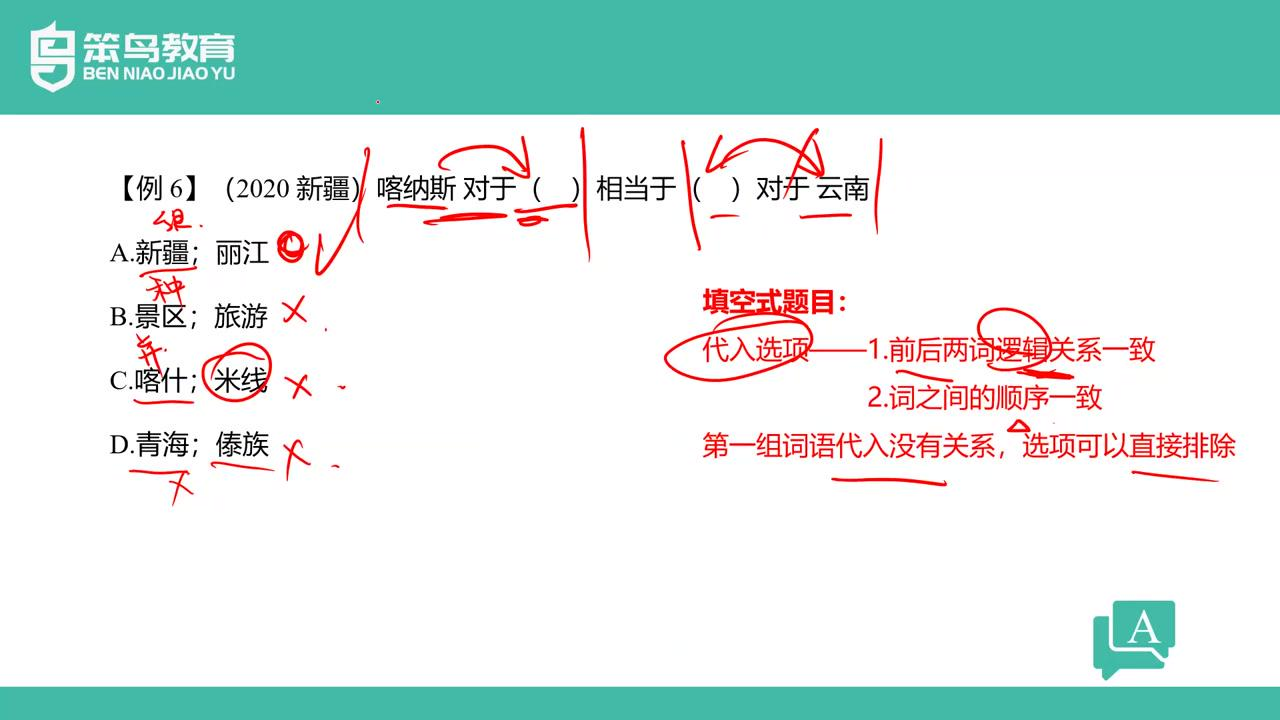 笨鸟教育
BEN NIAO JIAO YU
【例 6】（2020 新疆）喀纳斯 对于（ ）相当于（ ）对于 云南
组
A.新疆；丽江
种
B.景区；旅游
并
C.喀什；米线
D.青海；傣族
填空式题目：
代入选项——1.前后两词逻辑关系一致
2.词之间的顺序一致
第一组词语代入没有关系，选项可以直接排除
A